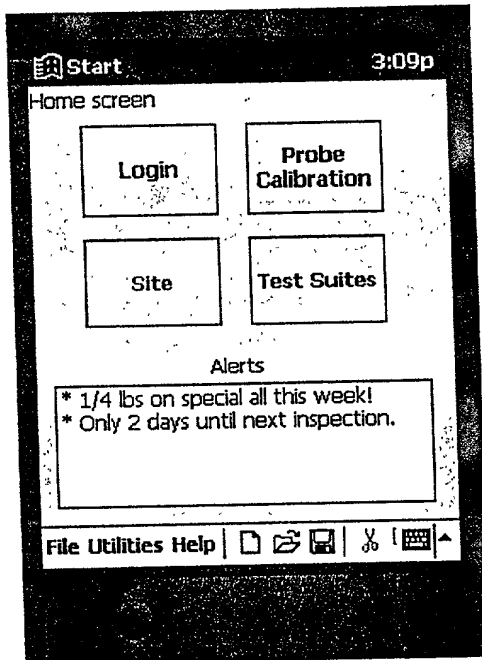 Start 3:09p
Home screen
Login
Probe
Calibration
Site
Test Suites
Alerts
* 1/4 lbs on special all this week!
* Only 2 days until next inspection.
File Utilities Help